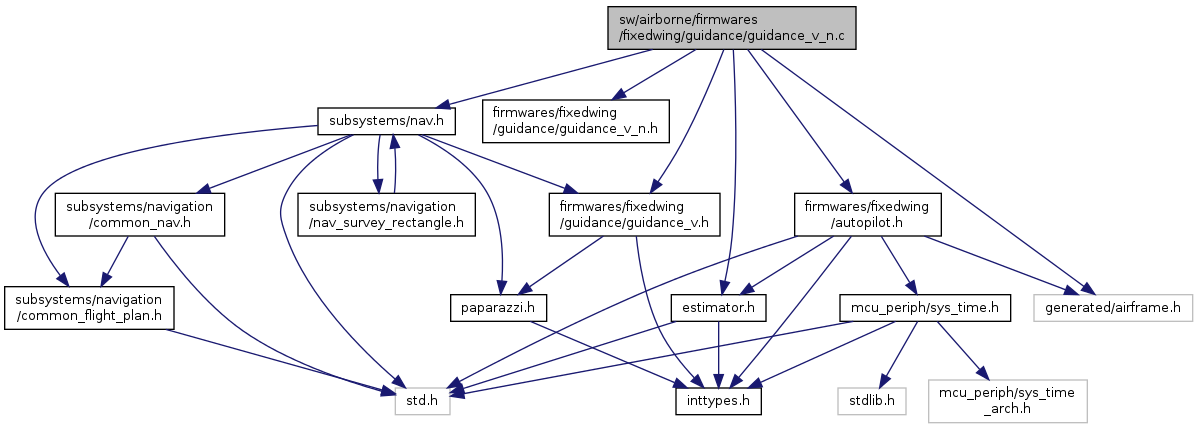 sw/airborne/firmwares
/fixedwing/guidance/guidance_v_n.c
subsystems/nav.h
firmwares/fixedwing
/guidance/guidance_v_n.h
subsystems/navigation
/common_nav.h
subsystems/navigation
/nav_survey_rectangle.h
firmwares/fixedwing
/guidance/guidance_v.h
firmwares/fixedwing
/autopilot.h
subsystems/navigation
/common_flight_plan.h
paparazzi.h
estimator.h
mcu_periph/sys_time.h
generated/airframe.h
std.h
inttypes.h
stdlib.h
mcu_periph/sys_time
_arch.h